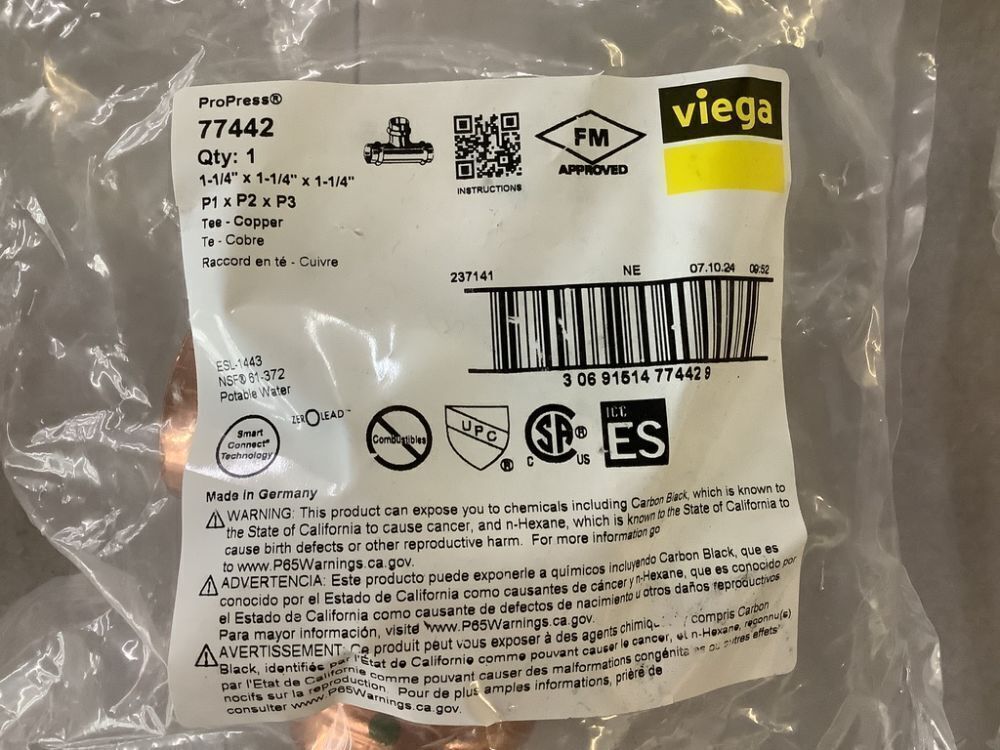 ProPress®
77442
Qty: 1
1-1/4" x 1-1/4" x 1-1/4"
P1 x P2 x P3
Tee - Copper
Te - Cobre
Raccord en té - Cuivre
INSTRUCTIONS
FM
APPROVED
viega
237141 NE 07.10.24 09:52
3 06 91514 77442 9
ESL-1443
NSF® 61-372
Potable Water
Smart
Connect®
Technology
ZEROLEAD™
Combustibles
UPC ®
C SA ® US
ICC
ES
Made in Germany
WARNING: This product can expose you to chemicals including Carbon Black, which is known to
the State of California to cause cancer, and n-Hexane, which is known to the State of California to
cause birth defects or other reproductive harm. For more information go
to www.P65Warnings.ca.gov.
ADVERTENCIA: Este producto puede exponerle a químicos incluyendo Carbon Black, que es
conocido por el Estado de California como causantes de cáncer y n-Hexane, que es conocido por
el Estado de California como causante de defectos de nacimiento u otros daños reproductivos
Para mayor información, visite www.P65Warnings.ca.gov.
AVERTISSEMENT: Ce produit peut vous exposer à des agents chimiq compris Carbon
Black, identifiés par l'État de Californie comme pouvant causer le cancer, et n-Hexane, reconnu(s)
par l'Etat de Californie comme pouvant causer des malformations congénita ou autres effets
nocifs sur la reproduction. Pour de plus amples informations, prière de
consulter www.P65Warnings.ca.gov.